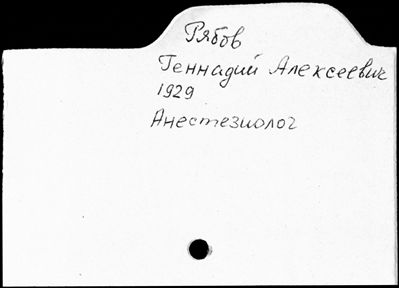 Рябов
Геннадий Алексеевич
1929
Анестезиолог